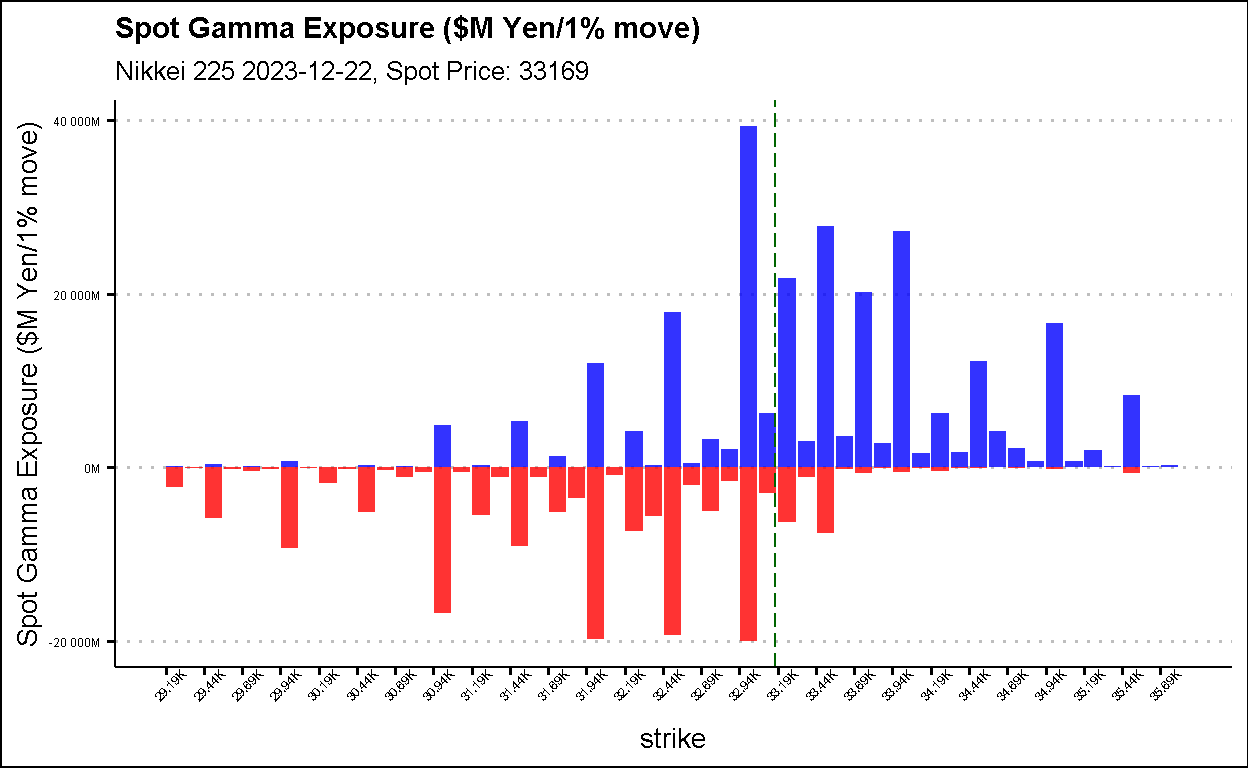 Spot Gamma Exposure ($M Yen/1% move)
Nikkei 225 2023-12-22, Spot Price: 33169
Spot Gamma Exposure ($M Yen/1% move)
40 000M
20 000M
0M
-20 000M
29.19K 29.44K 29.69K 29.94K 30.19K 30.44K 30.69K 30.94K 31.19K 31.44K 31.69K 31.94K 32.19K 32.44K 32.69K 32.94K 33.19K 33.44K 33.69K 33.94K 34.19K 34.44K 34.69K 34.94K 35.19K 35.44K 35.69K
strike